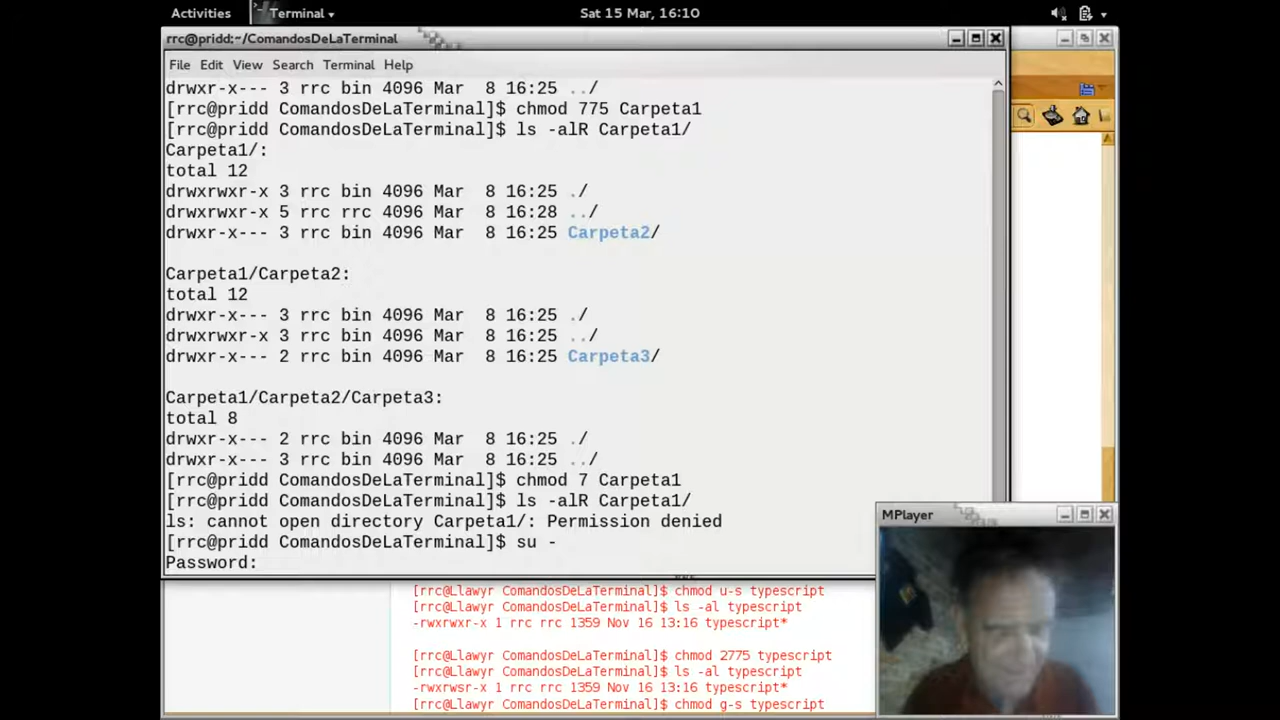 Activities
Terminal
Sat 15 Mar, 16:10
rrc@pridd:~/ComandosDeLaTerminal
File Edit View Search Terminal Help
drwxr-x--- 3 rrc bin 4096 Mar  8 16:25 ../
[rrc@pridd ComandosDeLaTerminal]$ chmod 775 Carpeta1
[rrc@pridd ComandosDeLaTerminal]$ ls -alR Carpeta1/
Carpeta1/:
total 12
drwxrwxr-x 3 rrc bin 4096 Mar  8 16:25 ./
drwxrwxr-x 5 rrc rrc 4096 Mar  8 16:28 ../
drwxr-x--- 3 rrc bin 4096 Mar  8 16:25 Carpeta2/
Carpeta1/Carpeta2:
total 12
drwxr-x--- 3 rrc bin 4096 Mar  8 16:25 ./
drwxrwxr-x 3 rrc bin 4096 Mar  8 16:25 ../
drwxr-x--- 2 rrc bin 4096 Mar  8 16:25 Carpeta3/
Carpeta1/Carpeta2/Carpeta3:
total 8
drwxr-x--- 2 rrc bin 4096 Mar  8 16:25 ./
drwxr-x--- 3 rrc bin 4096 Mar  8 16:25 ../
[rrc@pridd ComandosDeLaTerminal]$ chmod 7 Carpeta1
[rrc@pridd ComandosDeLaTerminal]$ ls -alR Carpeta1/
ls: cannot open directory Carpeta1/: Permission denied
[rrc@pridd ComandosDeLaTerminal]$ su -
Password:
MPlayer
[rrc@Llawyr ComandosDeLaTerminal]$ chmod u-s typescript
[rrc@Llawyr ComandosDeLaTerminal]$ ls -al typescript
-rwxrwxr-x 1 rrc rrc 1359 Nov 16 13:16 typescript*
[rrc@Llawyr ComandosDeLaTerminal]$ chmod 2775 typescript
[rrc@Llawyr ComandosDeLaTerminal]$ ls -al typescript
-rwxrwsr-x 1 rrc rrc 1359 Nov 16 13:16 typescript*
[rrc@Llawyr ComandosDeLaTerminal]$ chmod g-s typescript